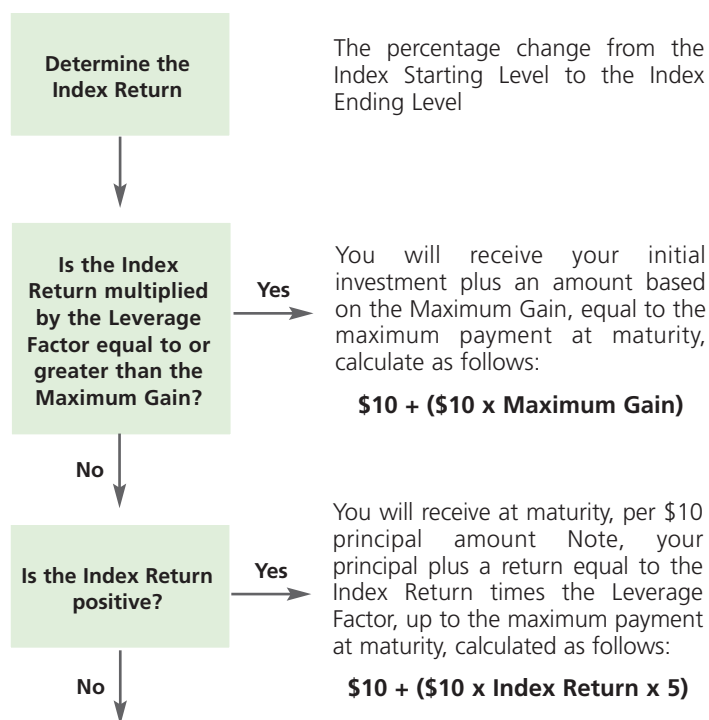 Determine the
Index Return
The percentage change from the
Index Starting Level to the Index
Ending Level
Is the Index
Return multiplied
by the Leverage
Factor equal to or
greater than the
Maximum Gain?
Yes
You will receive your initial
investment plus an amount based
on the Maximum Gain, equal to the
maximum payment at maturity,
calculate as follows:
$10 + ($10 x Maximum Gain)
No
Is the Index Return
positive?
Yes
You will receive at maturity, per $10
principal amount Note, your
principal plus a return equal to the
Index Return times the Leverage
Factor, up to the maximum payment
at maturity, calculated as follows:
$10 + ($10 x Index Return x 5)
No